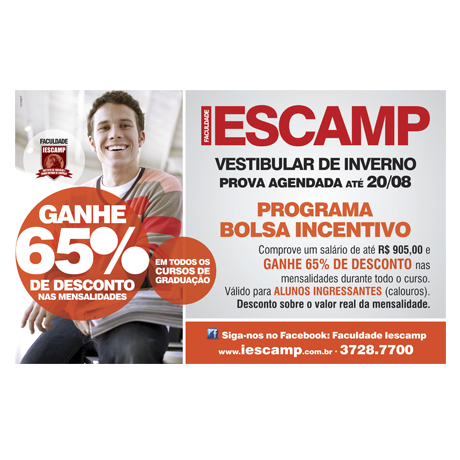 FACULDADE
IESCAMP
GANHE
65%
DE DESCONTO
NAS MENSALIDADES
EM TODOS OS
CURSOS DE
GRADUAÇÃO
FACULDADE
IESCAMP
VESTIBULAR DE INVERNO
PROVA AGENDADA ATÉ 20/08
PROGRAMA
BOLSA INCENTIVO
Comprove um salário de até R$ 905,00 e
GANHE 65% DE DESCONTO nas
mensalidades durante todo o curso.
Válido para ALUNOS INGRESSANTES (calouros).
Desconto sobre o valor real da mensalidade.
f Siga-nos no Facebook: Faculdade Iescamp
www.iescamp.com.br · 3728.7700